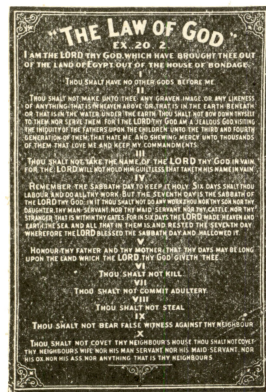 THE LAW OF GOD
EX. 20. 2
I AM THE LORD THY GOD, WHICH HAVE BROUGHT THEE OUT
OF THE LAND OF EGYPT OUT OF THE HOUSE OF BONDAGE.
THOU SHALT HAVE NO OTHER GODS BEFORE ME
II
THOU SHALT NOT MAKE UNTO THEE ANY GRAVEN IMAGE OR ANY LIKENESS
OF ANYTHING THAT IS IN HEAVEN ABOVE, OR THAT IS IN THE EARTH BENEATH
OR THAT IS IN THE WATER UNDER THE EARTH. THOU SHALT NOT BOW DOWN THYSELF
TO THEM NOR SERVE THEM FOR I THE LORD THY GOD AM A JEALOUS GOD VISITING
THE INIQUITY OF THE FATHERS UPON THE CHILDREN UNTO THE THIRD AND FOURTH
GENERATION OF THEM THAT HATE ME AND SHEWING MERCY UNTO THOUSANDS
OF THEM THAT LOVE ME AND KEEP MY COMMANDMENTS
III
THOU SHALT NOT TAKE THE NAME OF THE LORD THY GOD IN VAIN
FOR THE LORD WILL NOT HOLD HIM GUILTLESS THAT TAKETH HIS NAME IN VAIN
IV
REMEMBER THE SABBATH DAY TO KEEP IT HOLY SIX DAYS SHALT THOU
LABOUR AND DO ALL THY WORK: BUT THE SEVENTH DAY IS THE SABBATH OF
THE LORD THY GOD: IN IT THOU SHALT NOT DO ANY WORK THOU NOR THY SON NOR THY
DAUGHTER, THY MAN-SERVANT, NOR THY MAID-SERVANT, NOR THY CATTLE NOR THY
STRANGER THAT IS WITHIN THY GATES: FOR IN SIX DAYS THE LORD MADE HEAVEN AND
EARTH THE SEA AND ALL THAT IN THEM IS AND RESTED THE SEVENTH DAY
WHEREFORE THE LORD BLESSED THE SABBATH DAY AND HALLOWED IT
HONOUR THY FATHER AND THY MOTHER: THAT THY DAYS MAY BE LONG
UPON THE LAND WHICH THE LORD THY GOD GIVETH THEE
VI
THOU SHALT NOT KILL
VII
THOU SHALT NOT COMMIT ADULTERY
VIII
THOU SHALT NOT STEAL
IX
THOU SHALT NOT BEAR FALSE WITNESS AGAINST THY NEIGHBOUR
X
THOU SHALT NOT COVET THY NEIGHBOUR'S HOUSE THOU SHALT NOT COVET
THY NEIGHBOURS WIFE NOR HIS MAN SERVANT NOR HIS MAID SERVANT, NOR
HIS OX NOR HIS ASS, NOR ANYTHING THAT IS THY NEIGHBOURS